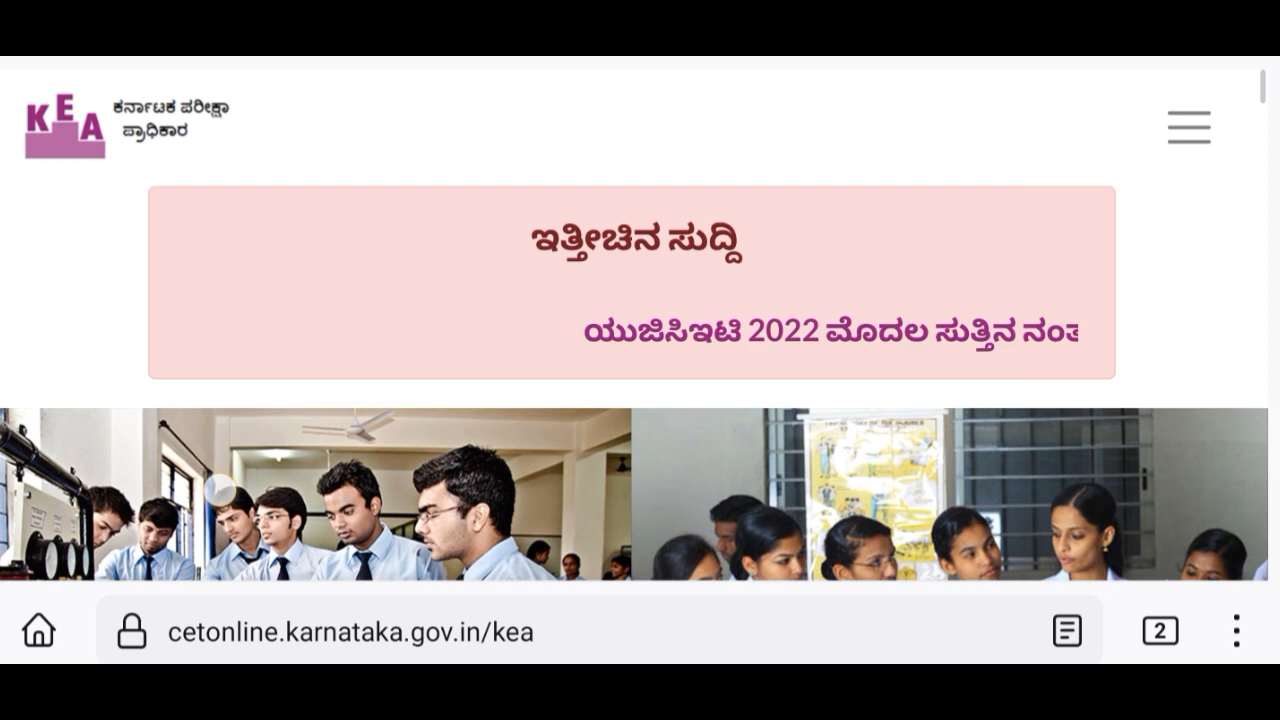 KEA
ಕರ್ನಾಟಕ ಪರೀಕ್ಷಾ
ಪ್ರಾಧಿಕಾರ
ಇತ್ತೀಚಿನ ಸುದ್ದಿ
ಯುಜಿಸಿಇಟಿ 2022 ಮೊದಲ ಸುತ್ತಿನ
cetonline.karnataka.gov.in/kea
2